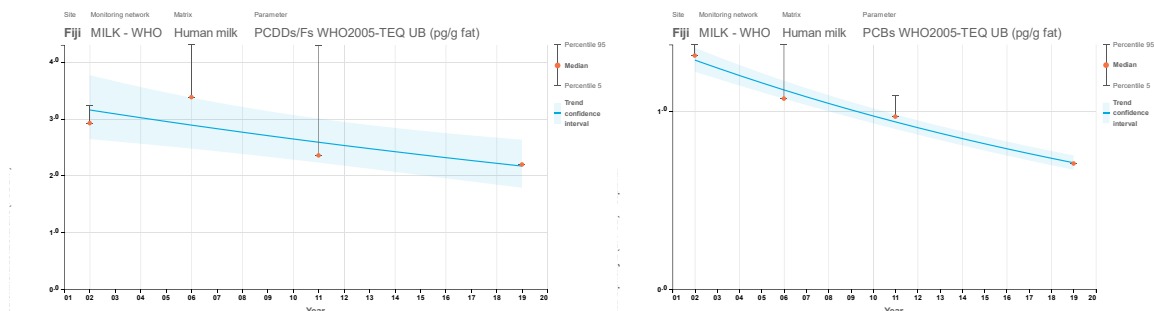 Site Monitoring network Matrix Parameter
Fiji MILK - WHO Human milk PCDDs/Fs WHO2005-TEQ UB (pg/g fat)
Percentile 95
Median
Percentile 5
Trend
confidence
interval
4.0
3.0
2.0
1.0
0.0
01 02 03 04 05 06 07 08 09 10 11 12 13 14 15 16 17 18 19 20
Year
Site Monitoring network Matrix Parameter
Fiji MILK - WHO Human milk PCBs WHO2005-TEQ UB (pg/g fat)
Percentile 95
Median
Percentile 5
Trend
confidence
interval
1.0
0.0
01 02 03 04 05 06 07 08 09 10 11 12 13 14 15 16 17 18 19 20
Year